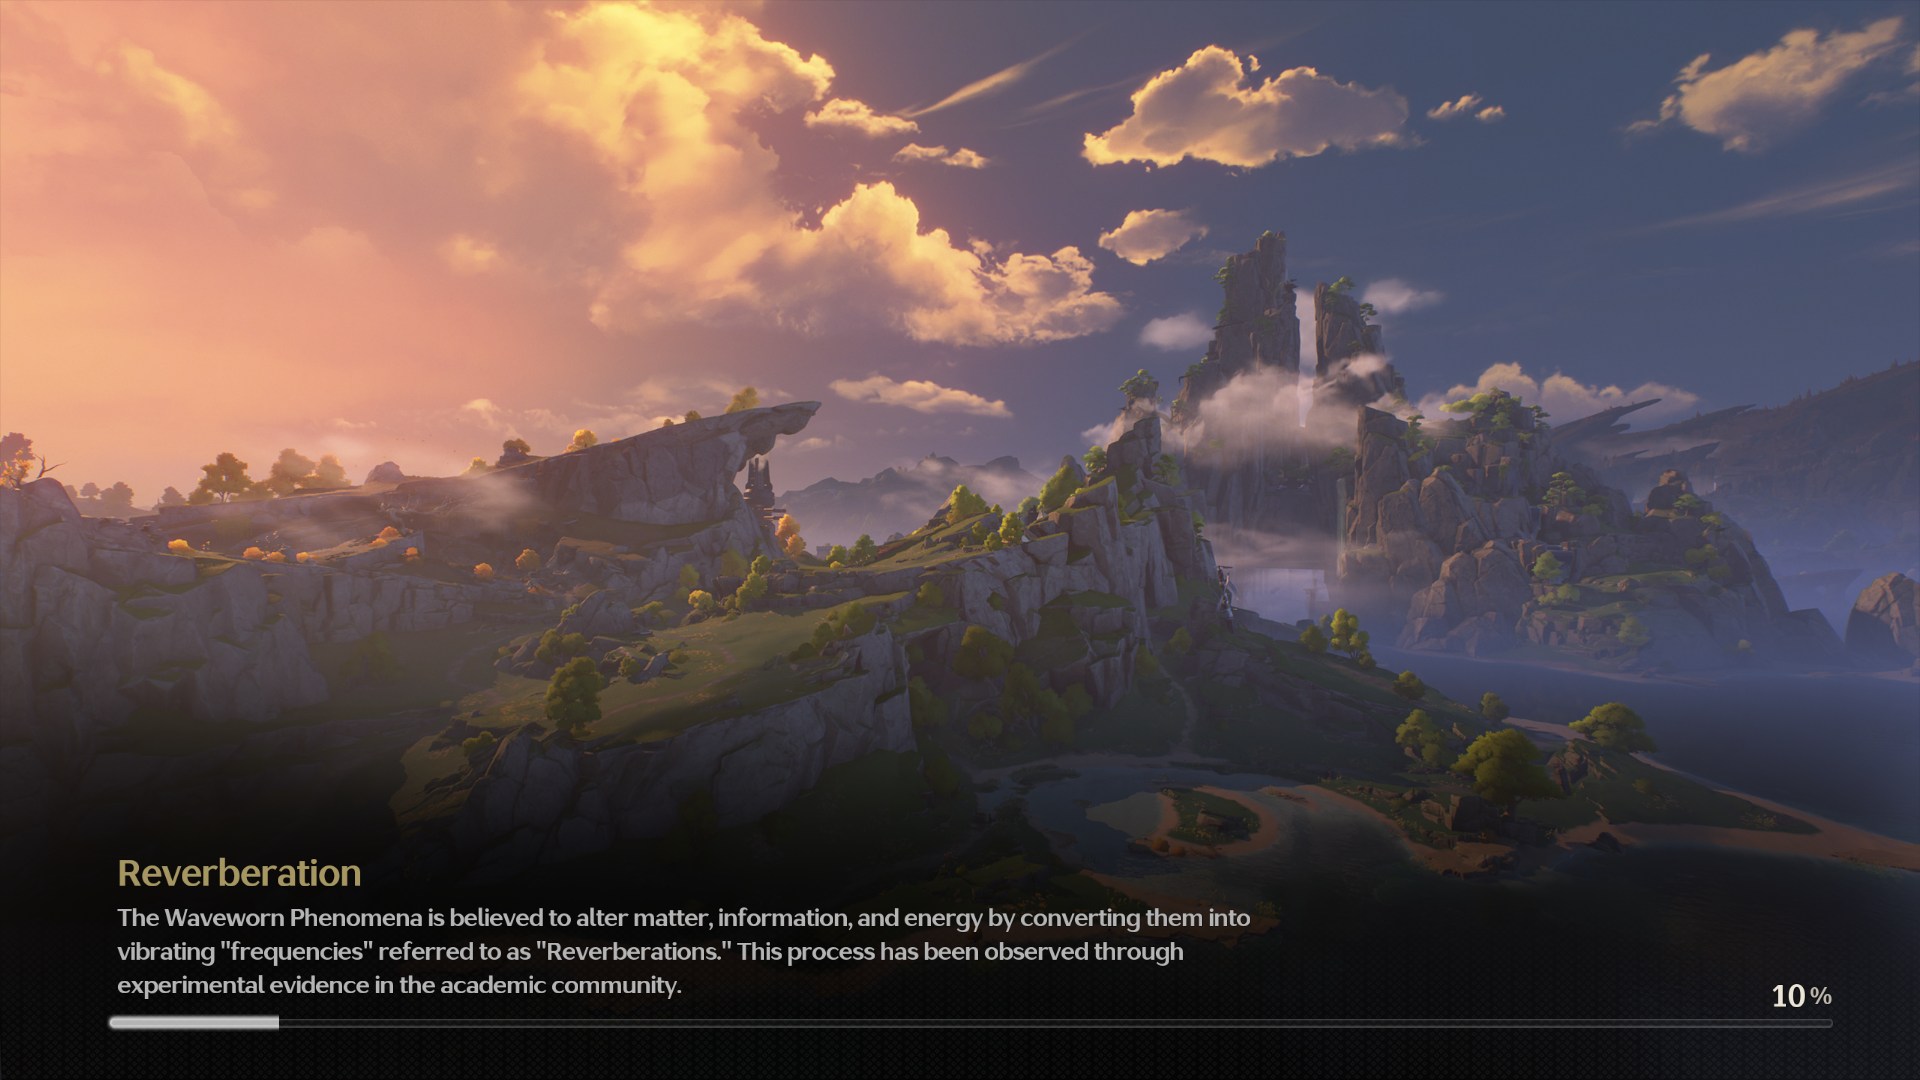 Reverberation
The Waveworn Phenomena is believed to alter matter, information, and energy by converting them into
vibrating "frequencies" referred to as "Reverberations." This process has been observed through
experimental evidence in the academic community.
10 %